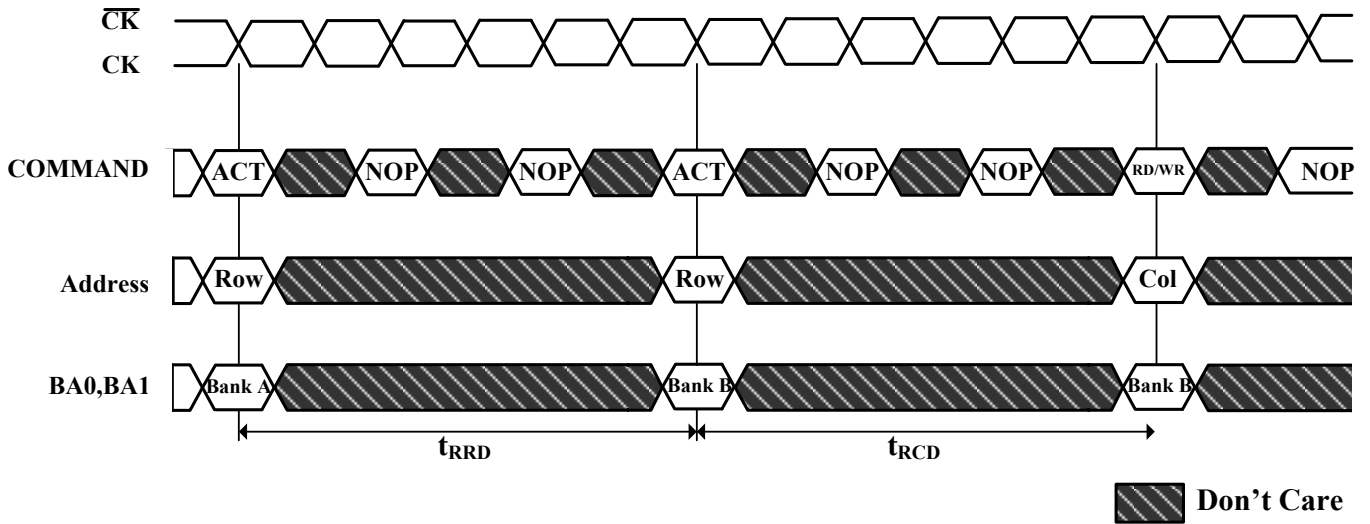 C̅K̅
CK
COMMAND ACT NOP NOP ACT NOP NOP RD/WR NOP
Address Row Row Col
BA0,BA1 Bank A Bank B Bank B
tRRD tRCD
Don't Care